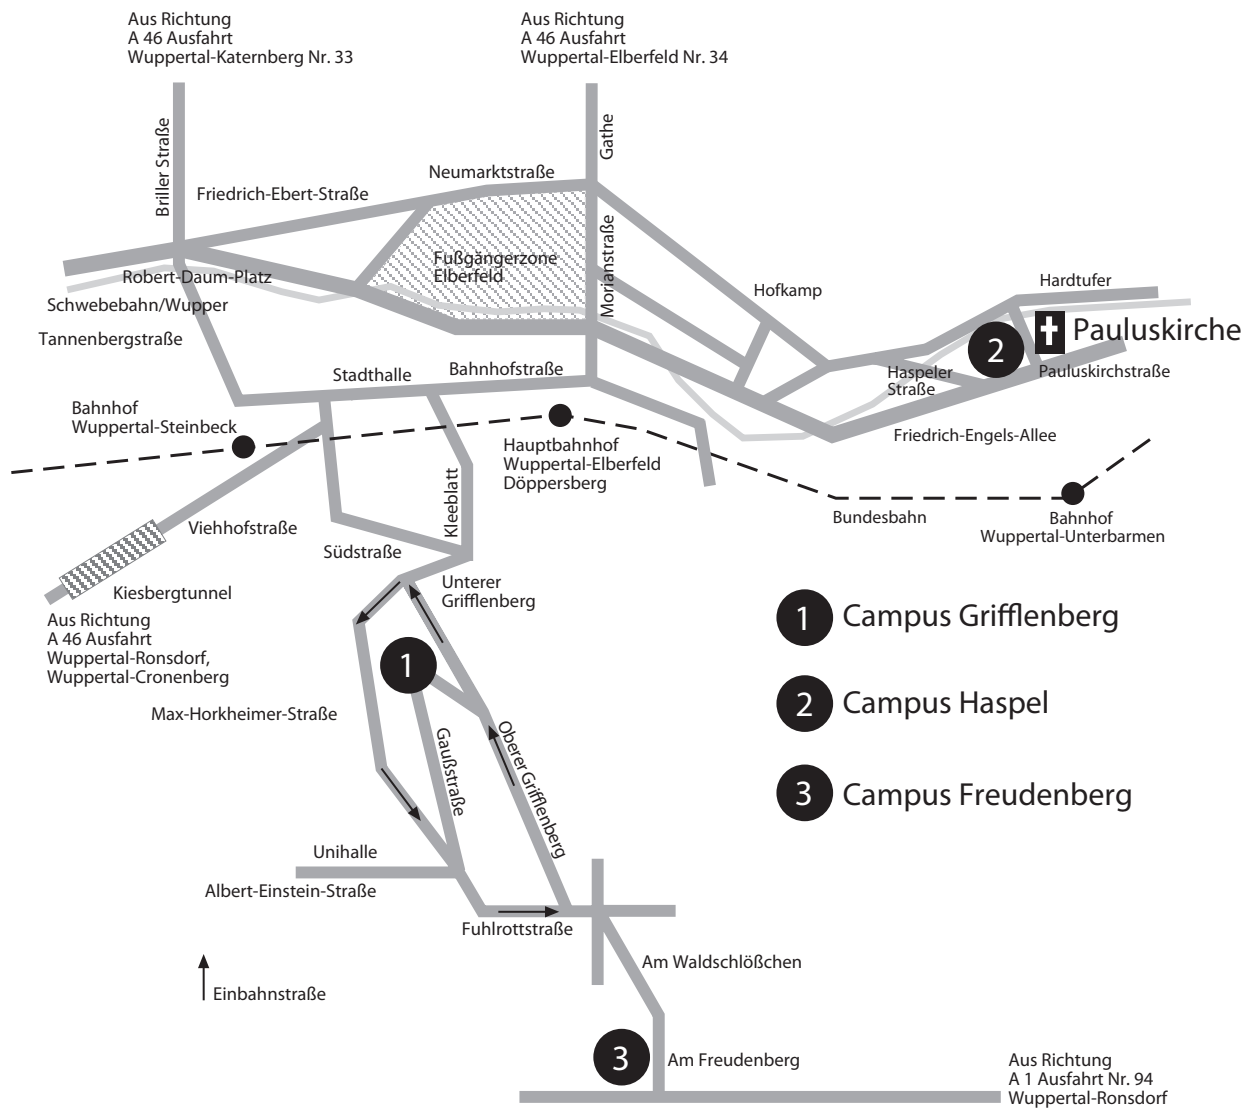 Aus Richtung
A 46 Ausfahrt
Wuppertal-Katernberg Nr. 33
Aus Richtung
A 46 Ausfahrt
Wuppertal-Elberfeld Nr. 34
Briller Straße
Gathe
Neumarktstraße
Friedrich-Ebert-Straße
Morianstraße
Fußgängerzone
Elberfeld
Robert-Daum-Platz
Hofkamp
Hardtufer
Schwebebahn/Wupper
Tannenbergstraße
2
Pauluskirche
Stadthalle
Bahnhofstraße
Haspeler
Straße
Pauluskirchstraße
Bahnhof
Wuppertal-Steinbeck
Friedrich-Engels-Allee
Hauptbahnhof
Wuppertal-Elberfeld
Döppersberg
Kleeblatt
Viehhofstraße
Bundesbahn
Bahnhof
Wuppertal-Unterbarmen
Südstraße
Kiesbergtunnel
Unterer
Grifflenberg
Aus Richtung
A 46 Ausfahrt
Wuppertal-Ronsdorf,
Wuppertal-Cronenberg
1
1 Campus Grifflenberg
2 Campus Haspel
3 Campus Freudenberg
Max-Horkheimer-Straße
Gaußstraße
Oberer Grifflenberg
Unihalle
Albert-Einstein-Straße
Fuhlrottstraße
Am Waldschlößchen
Einbahnstraße
3
Am Freudenberg
Aus Richtung
A 1 Ausfahrt Nr. 94
Wuppertal-Ronsdorf